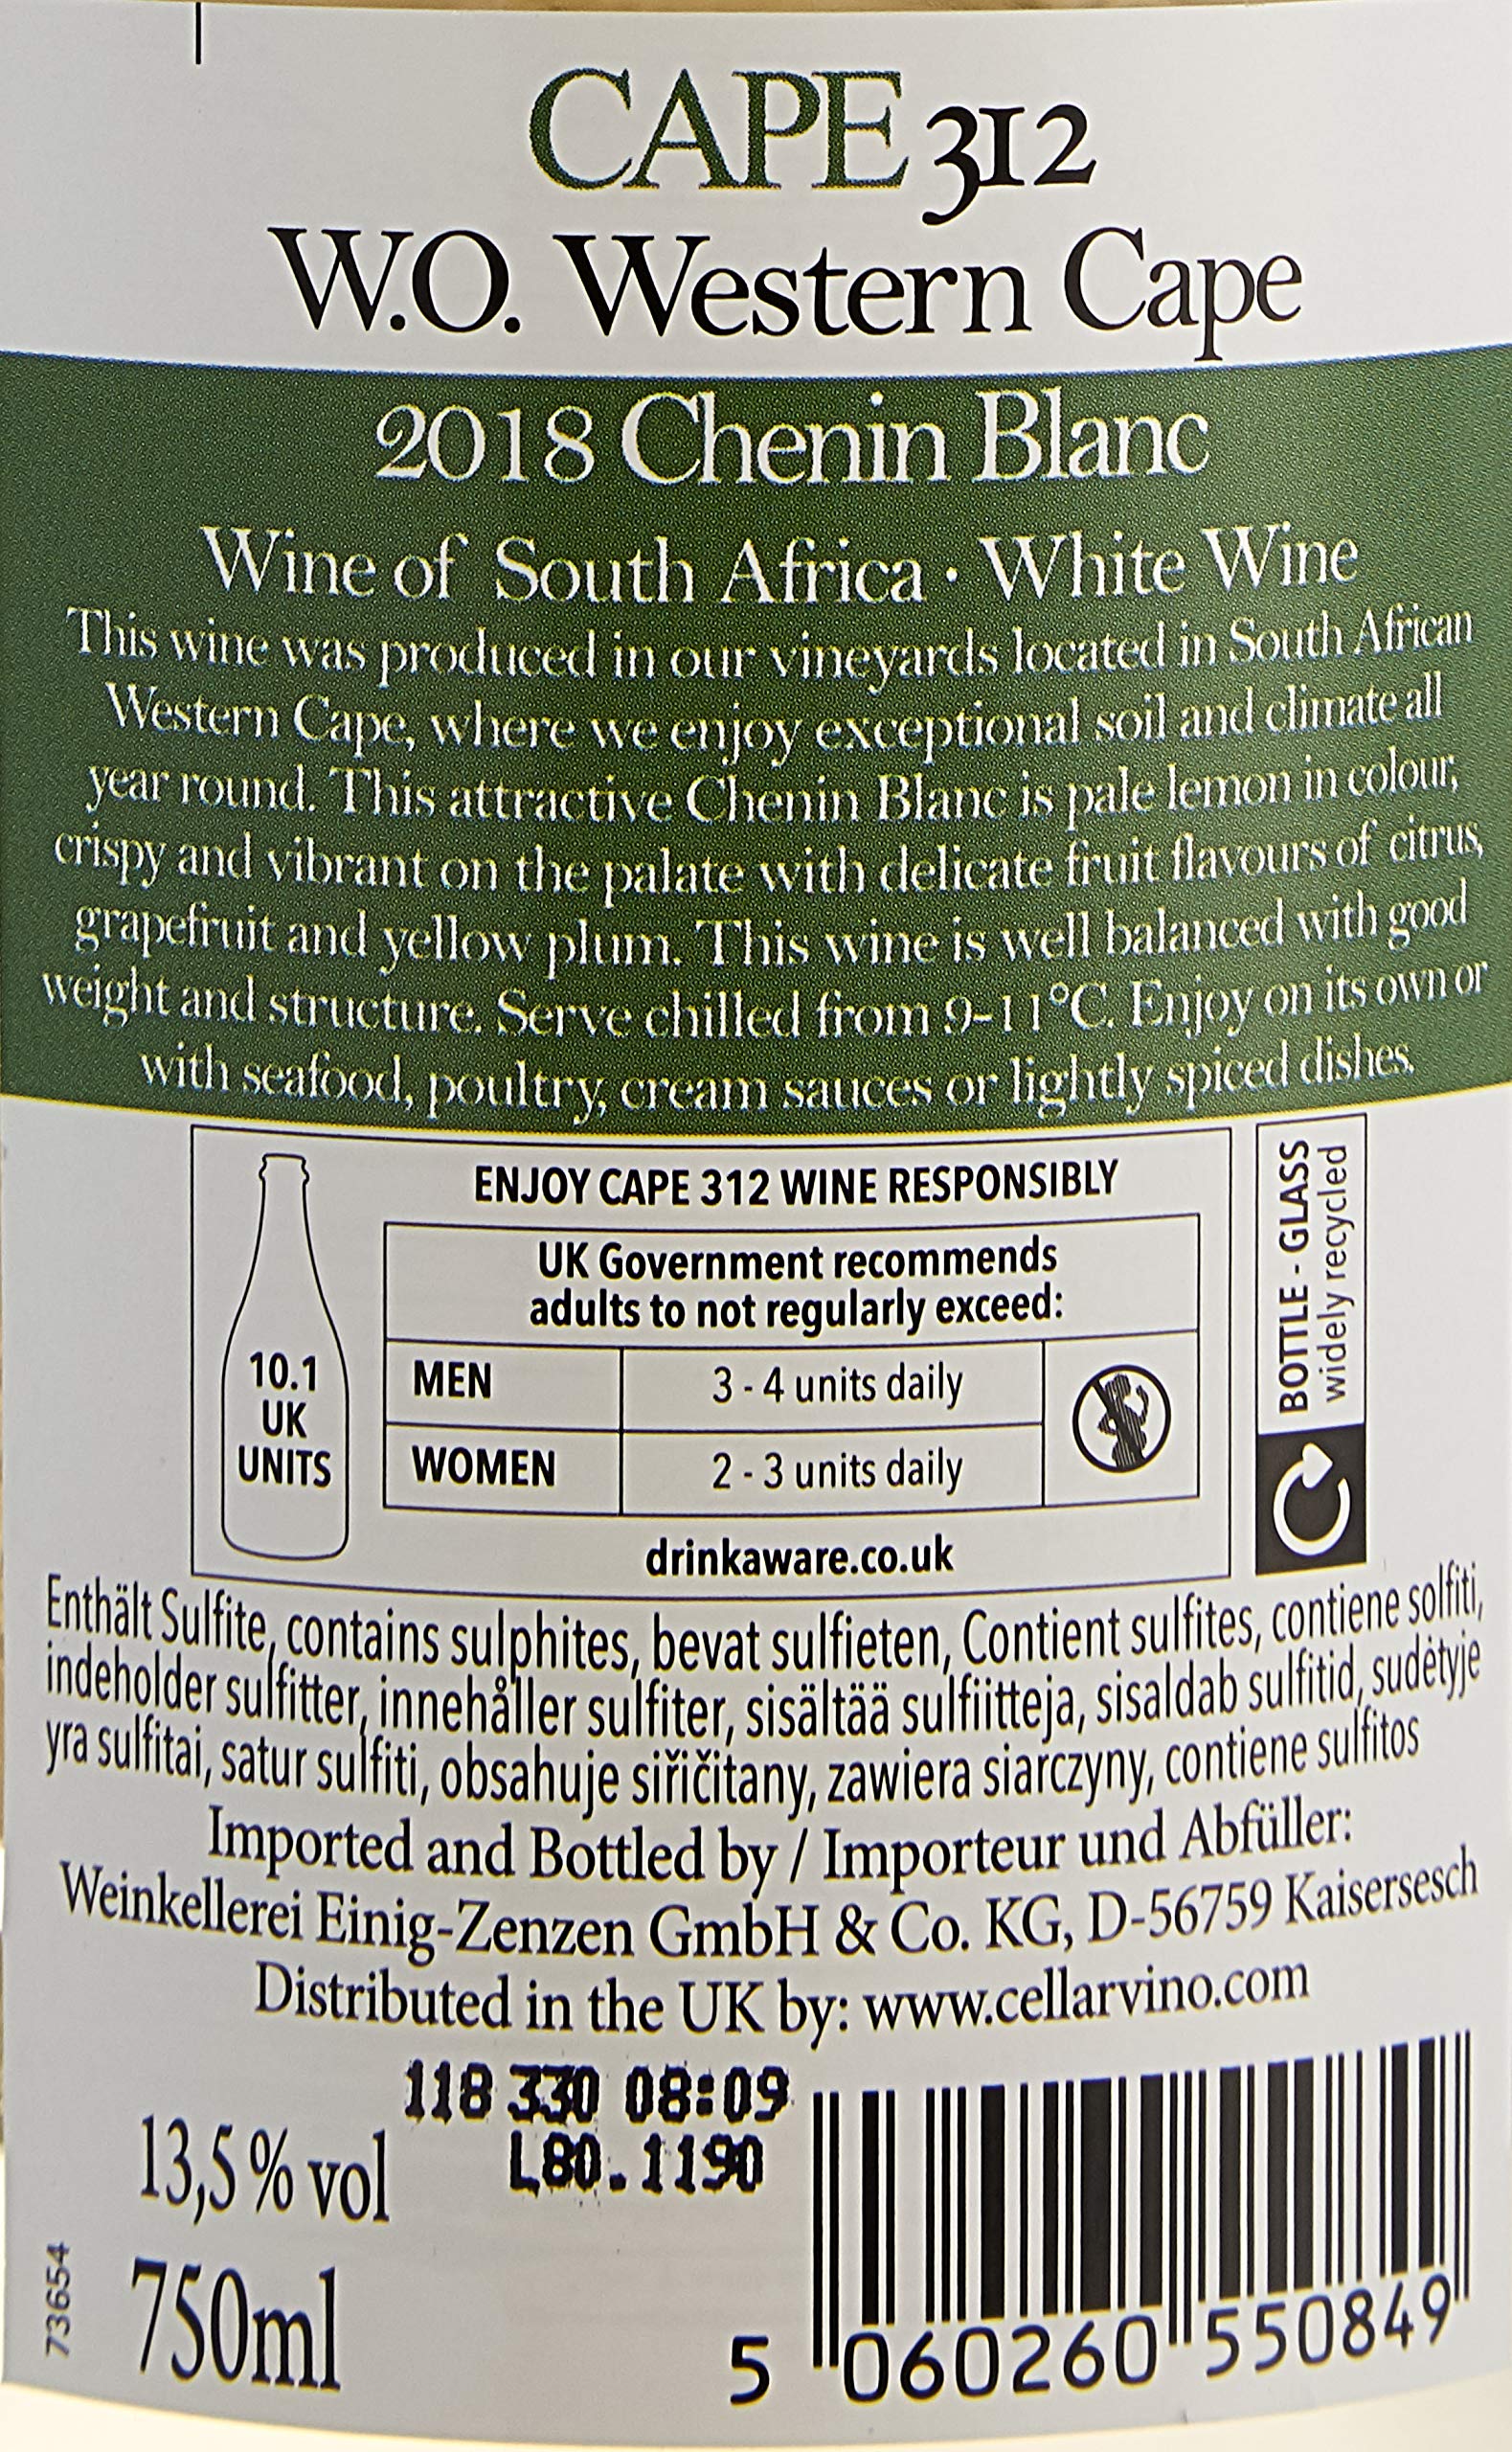 CAPE 312
W.O. Western Cape
2018 Chenin Blanc
Wine of South Africa · White Wine
This wine was produced in our vineyards located in South African
Western Cape, where we enjoy exceptional soil and climate all
year round. This attractive Chenin Blanc is pale lemon in colour,
crispy and vibrant on the palate with delicate fruit flavours of citrus,
grapefruit and yellow plum. This wine is well balanced with good
weight and structure. Serve chilled from 9-11°C. Enjoy on its own or
with seafood, poultry, cream sauces or lightly spiced dishes.
ENJOY CAPE 312 WINE RESPONSIBLY
UK Government recommends
adults to not regularly exceed:
MEN 3 - 4 units daily
WOMEN 2 - 3 units daily
drinkaware.co.uk
10.1
UK
UNITS
BOTTLE - GLASS
widely recycled
Enthält Sulfite, contains sulphites, bevat sulfieten, Contient sulfites, contiene solfiti,
indeholder sulfitter, innehåller sulfiter, sisältää sulfiitteja, sisaldab sulfitid, sudėtyje
yra sulfitai, satur sulfiti, obsahuje siřičitany, zawiera siarczyny, contiene sulfitos
Imported and Bottled by / Importeur und Abfüller:
Weinkellerei Einig-Zenzen GmbH & Co. KG, D-56759 Kaisersesch
Distributed in the UK by: www.cellarvino.com
118 330 08:09
L80.1190
13,5 % vol
750ml
73654
5 060260 550849